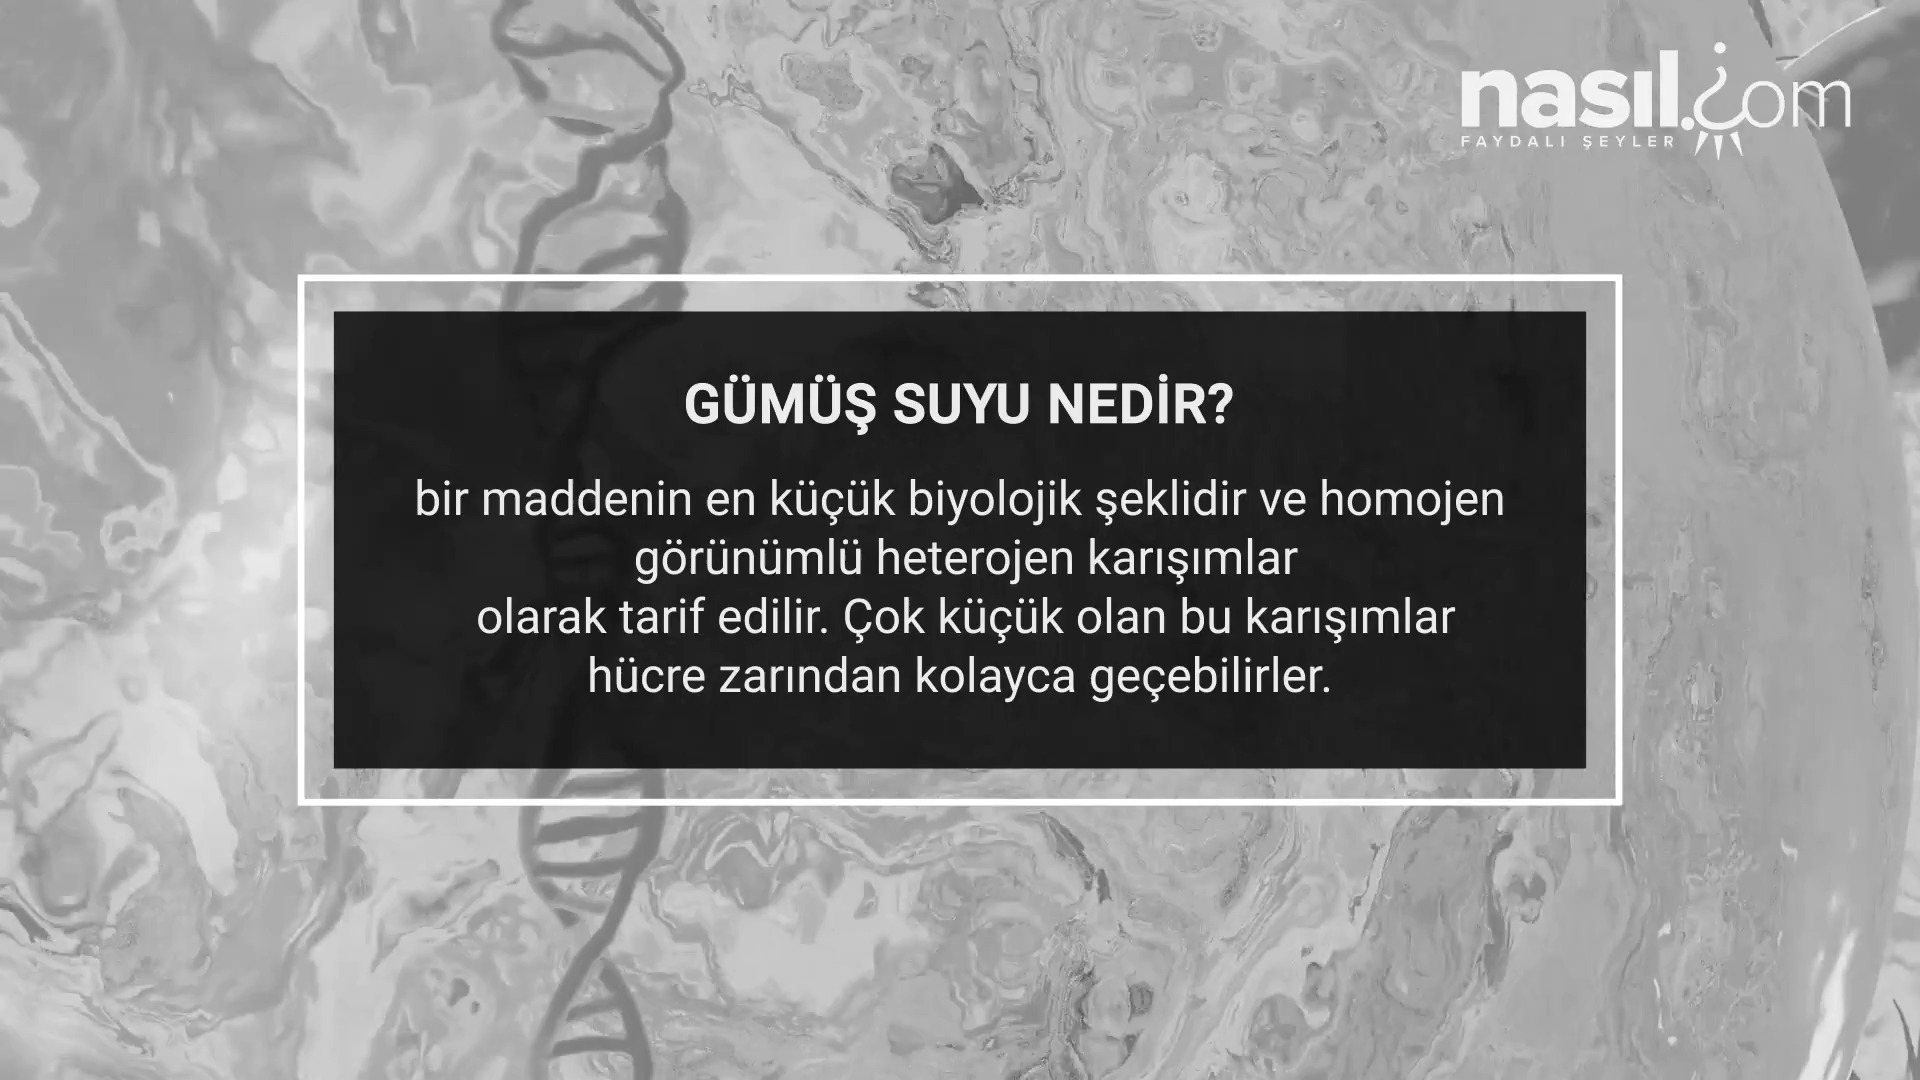 nasıl.com
FAYDALI ŞEYLER
GÜMÜŞ SUYU NEDİR?
bir maddenin en küçük biyolojik şeklidir ve homojen
görünümlü heterojen karışımlar
olarak tarif edilir. Çok küçük olan bu karışımlar
hücre zarından kolayca geçebilirler.